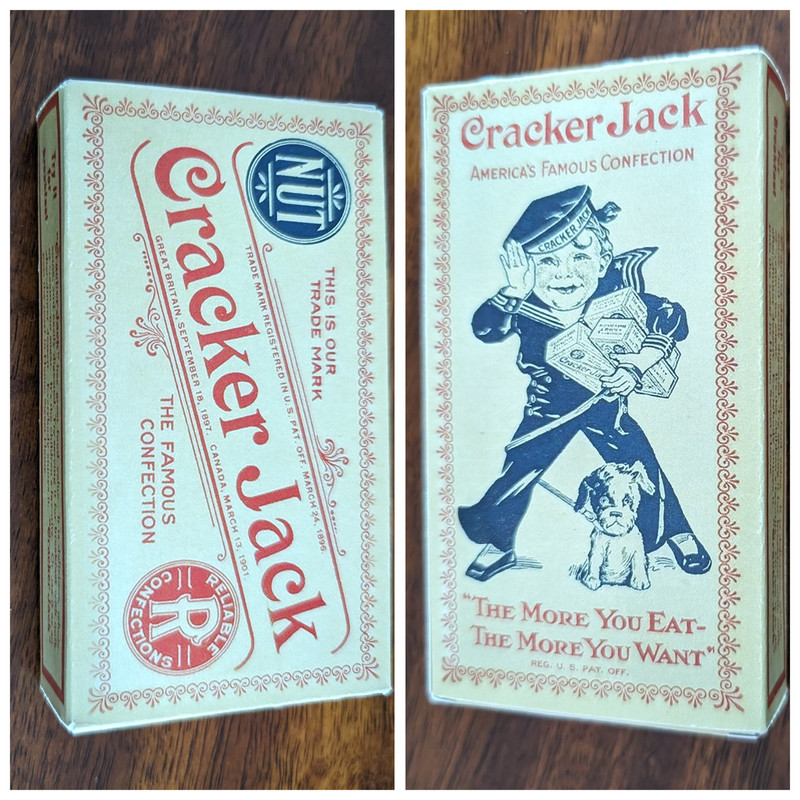 NUT
THIS IS OUR
TRADE MARK
TRADE MARK REGISTERED IN U.S. PAT. OFF. MARCH 24, 1896.
Cracker Jack
GREAT BRITAIN, SEPTEMBER 18, 1897. CANADA, MARCH 13, 1901.
THE FAMOUS
CONFECTION
RELIABLE
R
CONFECTIONS
Cracker Jack
AMERICA'S FAMOUS CONFECTION
CRACKER JACK
Cracker Jack
"THE MORE YOU EAT-
THE MORE YOU WANT"
REG. U. S. PAT. OFF.